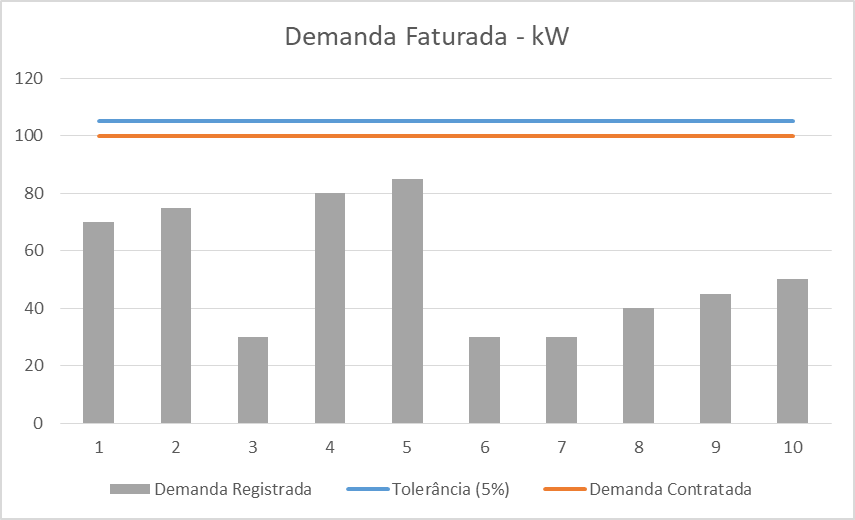 Demanda Faturada - kW
120
100
80
60
40
20
0
1 2 3 4 5 6 7 8 9 10
Demanda Registrada Tolerância (5%) Demanda Contratada